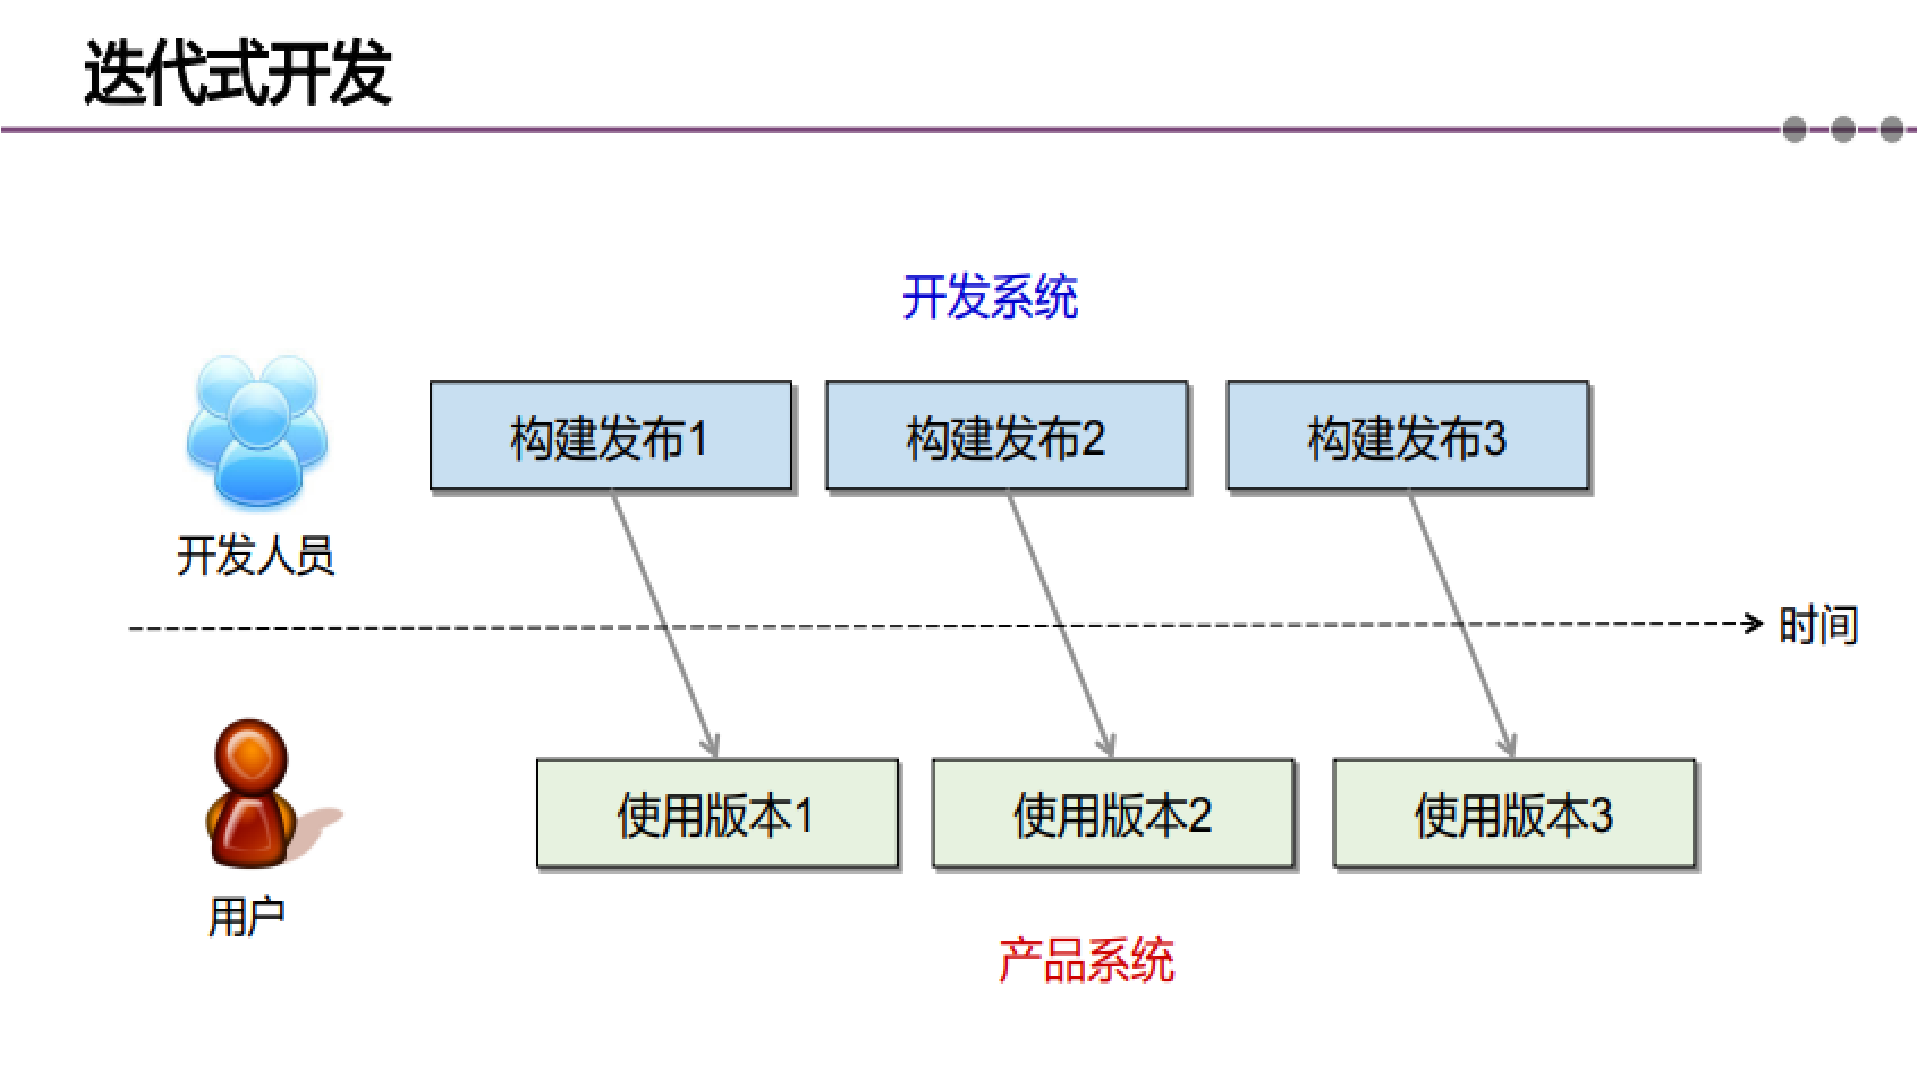 迭代式开发
开发系统
构建发布1
构建发布2
构建发布3
开发人员
时间
使用版本1
使用版本2
使用版本3
用户
产品系统